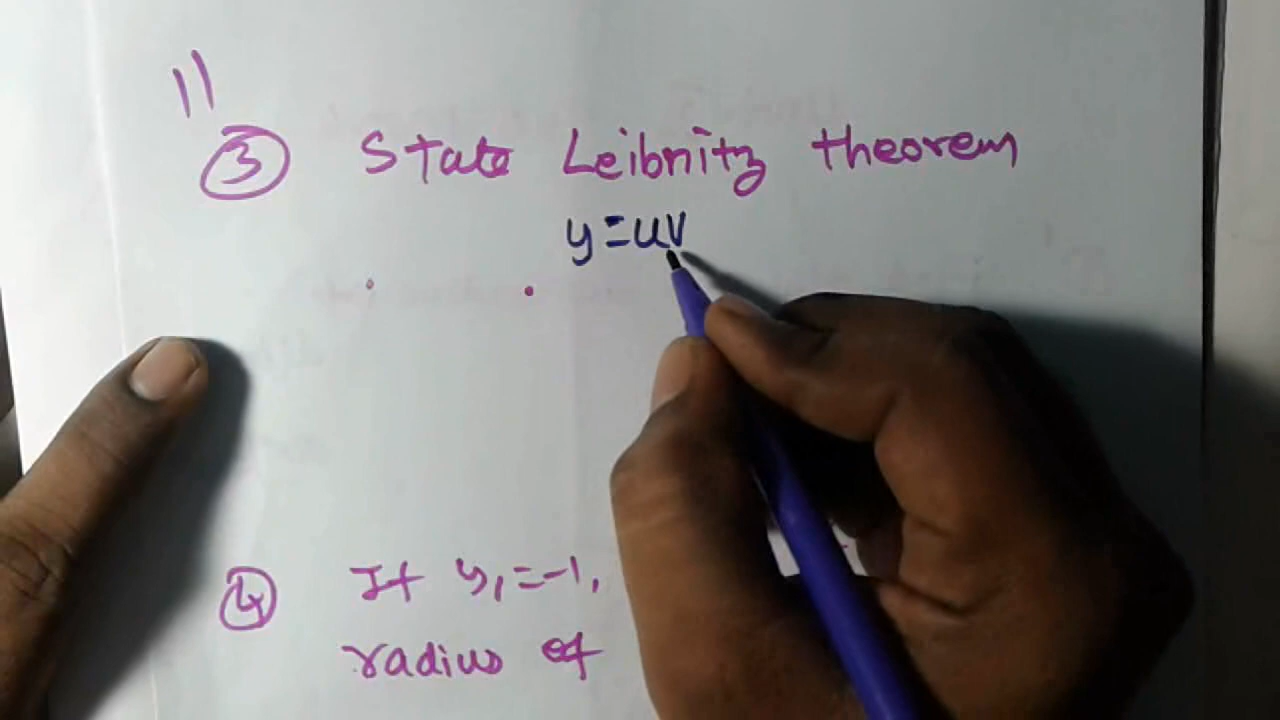 11
③ State Leibnitz theorem
y=uv
④ If y₁=-1,
radius of